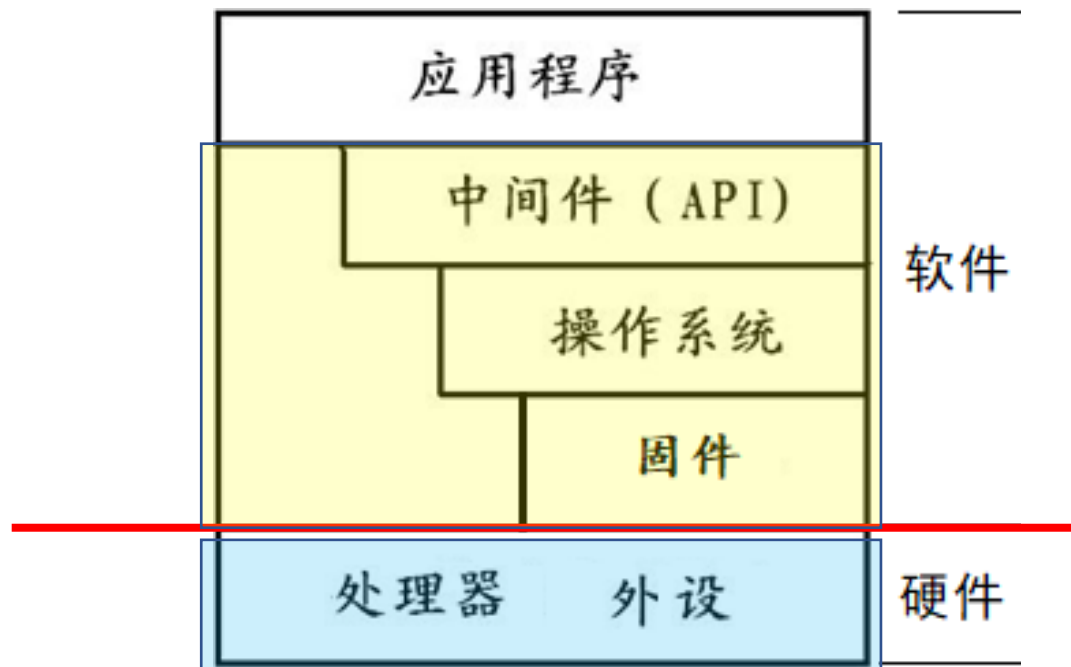 应用程序
中间件（API）
操作系统
软件
固件
处理器 外设
硬件